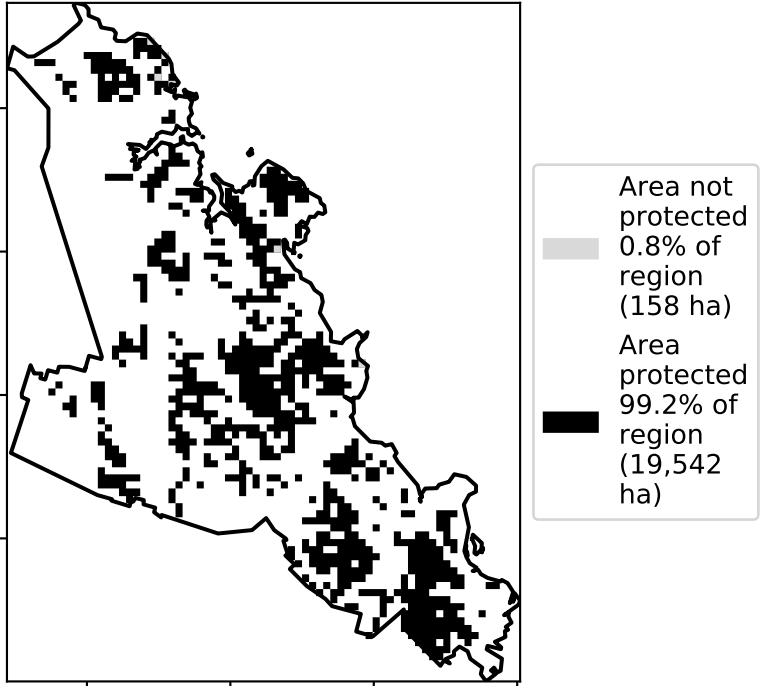 Area not
protected
0.8% of
region
(158 ha)
Area
protected
99.2% of
region
(19,542
ha)